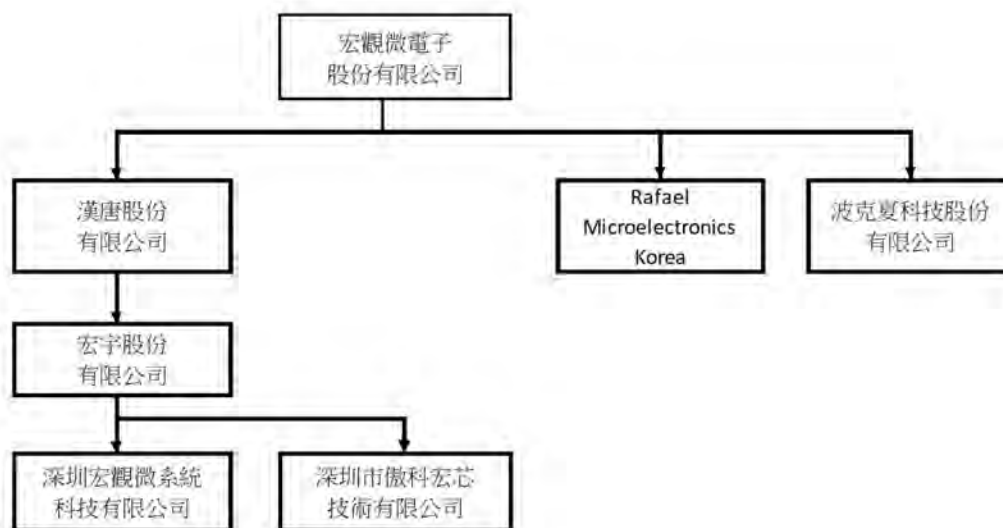 宏觀微電子
股份有限公司
漢唐股份
有限公司
Rafael
Microelectronics
Korea
波克夏科技股份
有限公司
宏宇股份
有限公司
深圳宏觀微系統
科技有限公司
深圳市傲科宏芯
技術有限公司